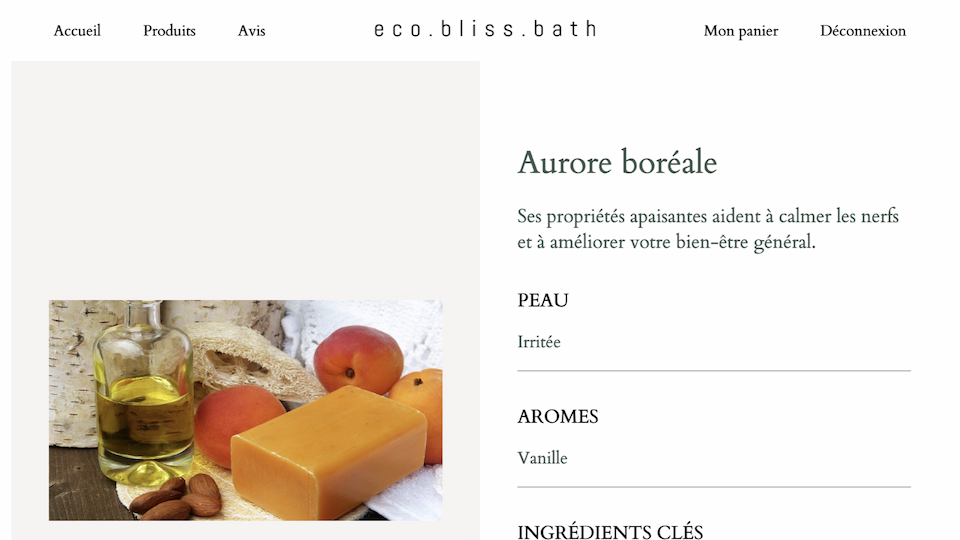 Accueil Produits Avis eco.bliss.bath Mon panier Déconnexion
Aurore boréale
Ses propriétés apaisantes aident à calmer les nerfs
et à améliorer votre bien-être général.
PEAU
Irritée
AROMES
Vanille
INGRÉDIENTS CLÉS